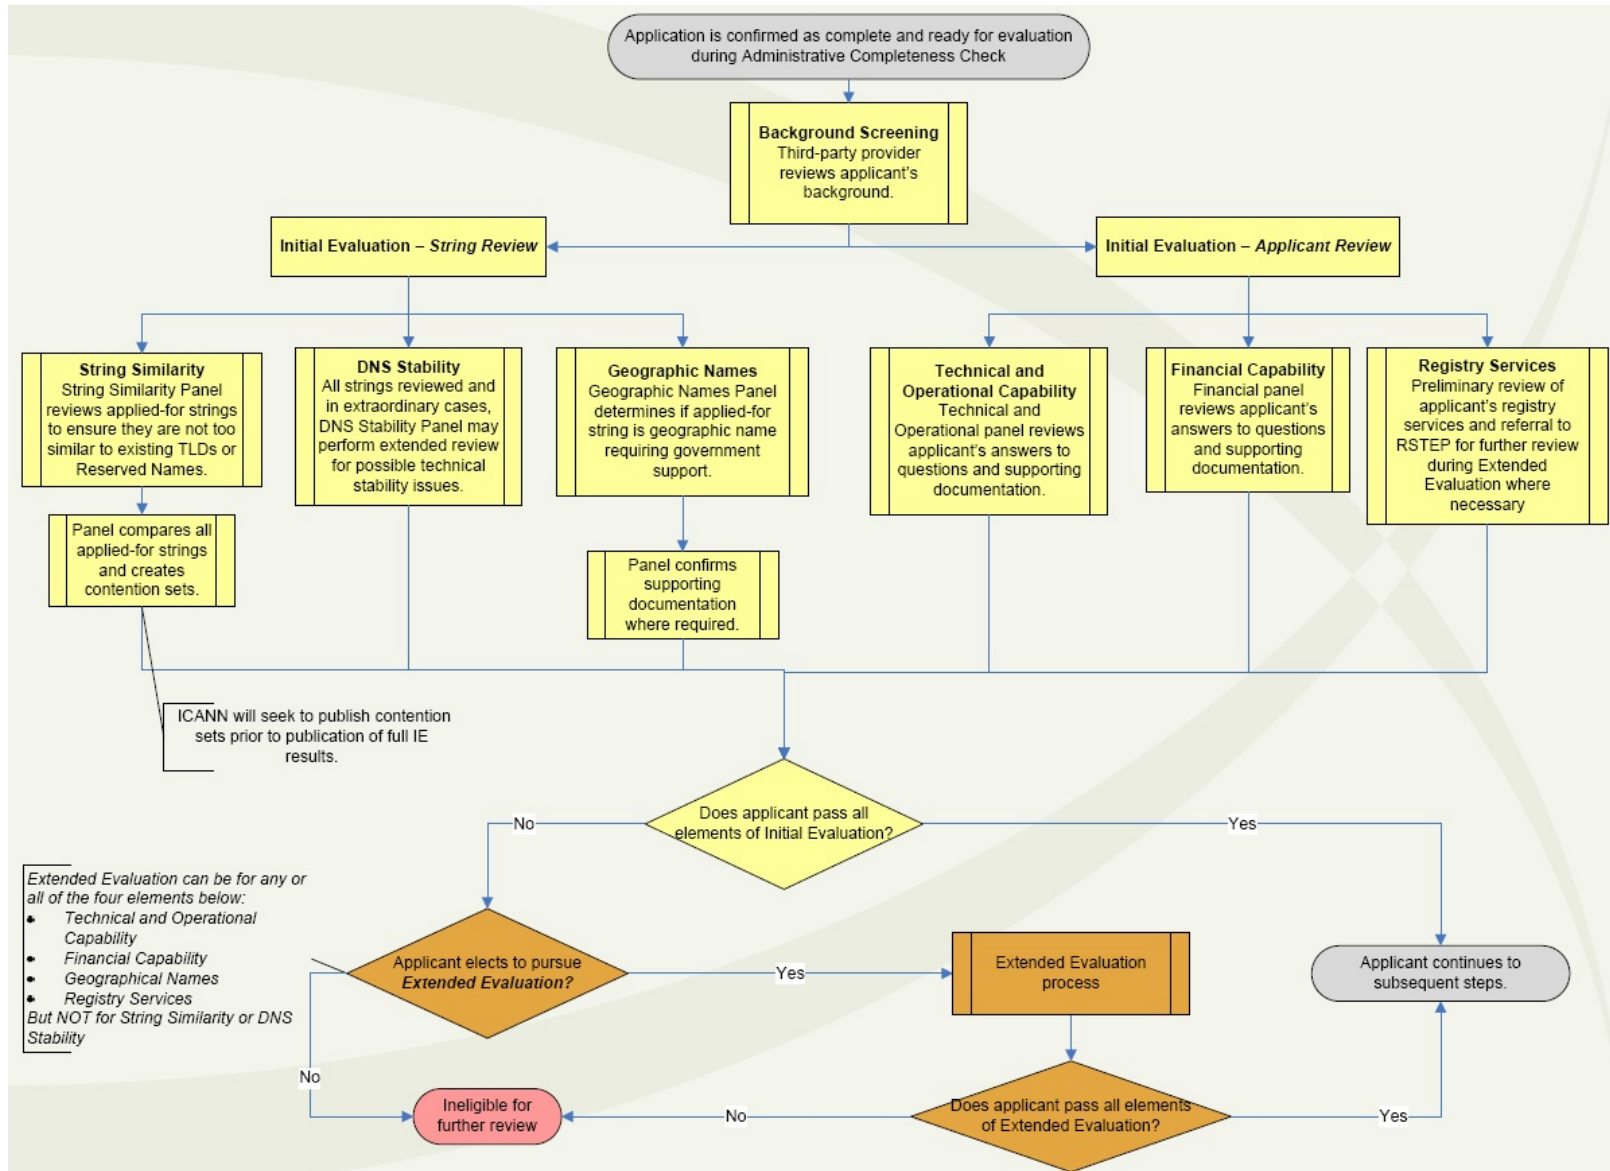 Application is confirmed as complete and ready for evaluation
during Administrative Completeness Check
Background Screening
Third-party provider
reviews applicant's
background.
Initial Evaluation – String Review
Initial Evaluation – Applicant Review
String Similarity
String Similarity Panel
reviews applied-for strings
to ensure they are not too
similar to existing TLDs or
Reserved Names.
DNS Stability
All strings reviewed and
in extraordinary cases,
DNS Stability Panel may
perform extended review
for possible technical
stability issues.
Geographic Names
Geographic Names Panel
determines if applied-for
string is geographic name
requiring government
support.
Technical and
Operational Capability
Technical and
Operational panel reviews
applicant's answers to
questions and supporting
documentation.
Financial Capability
Financial panel
reviews applicant's
answers to questions
and supporting
documentation.
Registry Services
Preliminary review of
applicant's registry
services and referral to
RSTEP for further review
during Extended
Evaluation where
necessary
Panel compares all
applied-for strings
and creates
contention sets.
Panel confirms
supporting
documentation
where required.
ICANN will seek to publish contention
sets prior to publication of full IE
results.
Does applicant pass all
elements of Initial Evaluation?
No
Yes
Extended Evaluation can be for any or
all of the four elements below:
• Technical and Operational
Capability
• Financial Capability
• Geographical Names
• Registry Services
But NOT for String Similarity or DNS
Stability
Applicant elects to pursue
Extended Evaluation?
Yes
Extended Evaluation
process
Applicant continues to
subsequent steps.
No
Ineligible for
further review
No
Does applicant pass all elements
of Extended Evaluation?
Yes